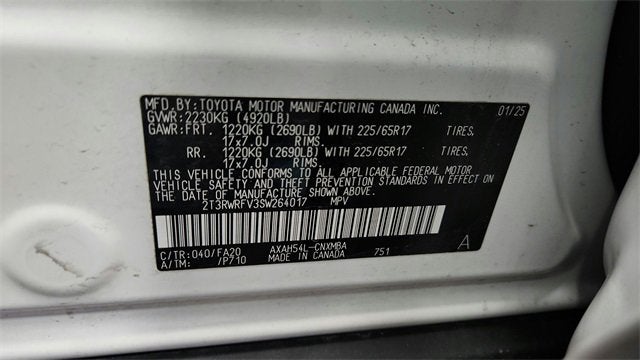 MFD.BY:TOYOTA MOTOR MANUFACTURING CANADA INC. 01/25
GVWR:2230KG (4920LB)
GAWR:FRT. 1220KG (2690LB) WITH 225/65R17 TIRES.
17x7.0J RIMS.
RR. 1220KG (2690LB) WITH 225/65R17 TIRES.
17x7.0J RIMS.
THIS VEHICLE CONFORMS TO ALL APPLICABLE FEDERAL MOTOR
VEHICLE SAFETY AND THEFT PREVENTION STANDARDS IN EFFECT ON
THE DATE OF MANUFACTURE SHOWN ABOVE.
2T3RWRFV3SW264017 MPV
C/TR:040/FA20 AXAH54L-CNXMBA A
A/TM: /P710 MADE IN CANADA 751